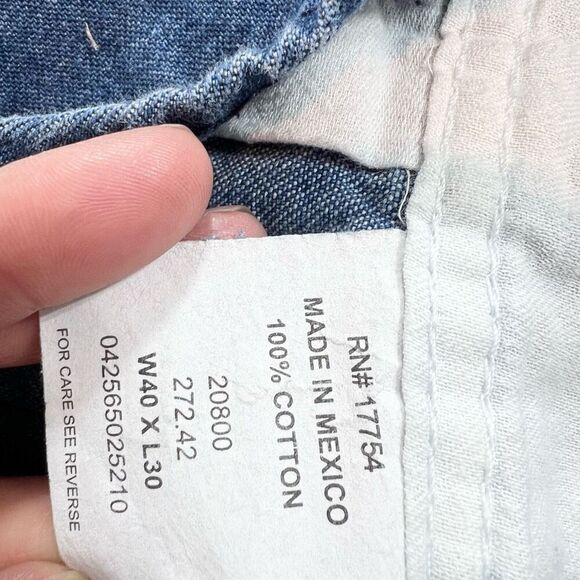 RN# 17754
MADE IN MEXICO
100% COTTON
20800
272.42
W40 X L30
042565025210
FOR CARE SEE REVERSE